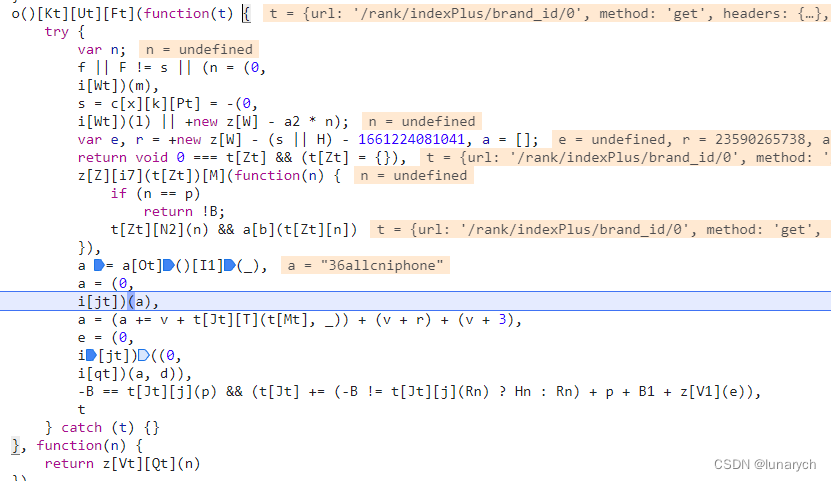 o()[Kt][Ut][Ft](function(t) { t = {url: '/rank/indexPlus/brand_id/0', method: 'get', headers: {…},
try {
var n; n = undefined
f || F != s || (n = (0,
i[Wt])(m),
s = c[x][k][Pt] = -(0,
i[Wt])(l) || +new z[W] - a2 * n); n = undefined
var e, r = +new z[W] - (s || H) - 1661224081041, a = []; e = undefined, r = 23590265738, a
return void 0 === t[Zt] && (t[Zt] = {}), t = {url: '/rank/indexPlus/brand_id/0', method: '
z[Z][i7](t[Zt])[M](function(n) { n = undefined
if (n == p)
return !B;
t[Zt][N2](n) && a[b](t[Zt][n]) t = {url: '/rank/indexPlus/brand_id/0', method: 'get',
}),
a = a[Ot]()[I1](_), a = "36allcniphone"
a = (0,
i[jt])(a),
a = (a += v + t[Jt][T](t[Mt], _)) + (v + r) + (v + 3),
e = (0,
i[jt])((0,
i[qt])(a, d)),
-B == t[Jt][j](p) && (t[Jt] += (-B != t[Jt][j](Rn) ? Hn : Rn) + p + B1 + z[V1](e)),
t
} catch (t) {}
}, function(n) {
return z[Vt][Qt](n)
CSDN @lunarych